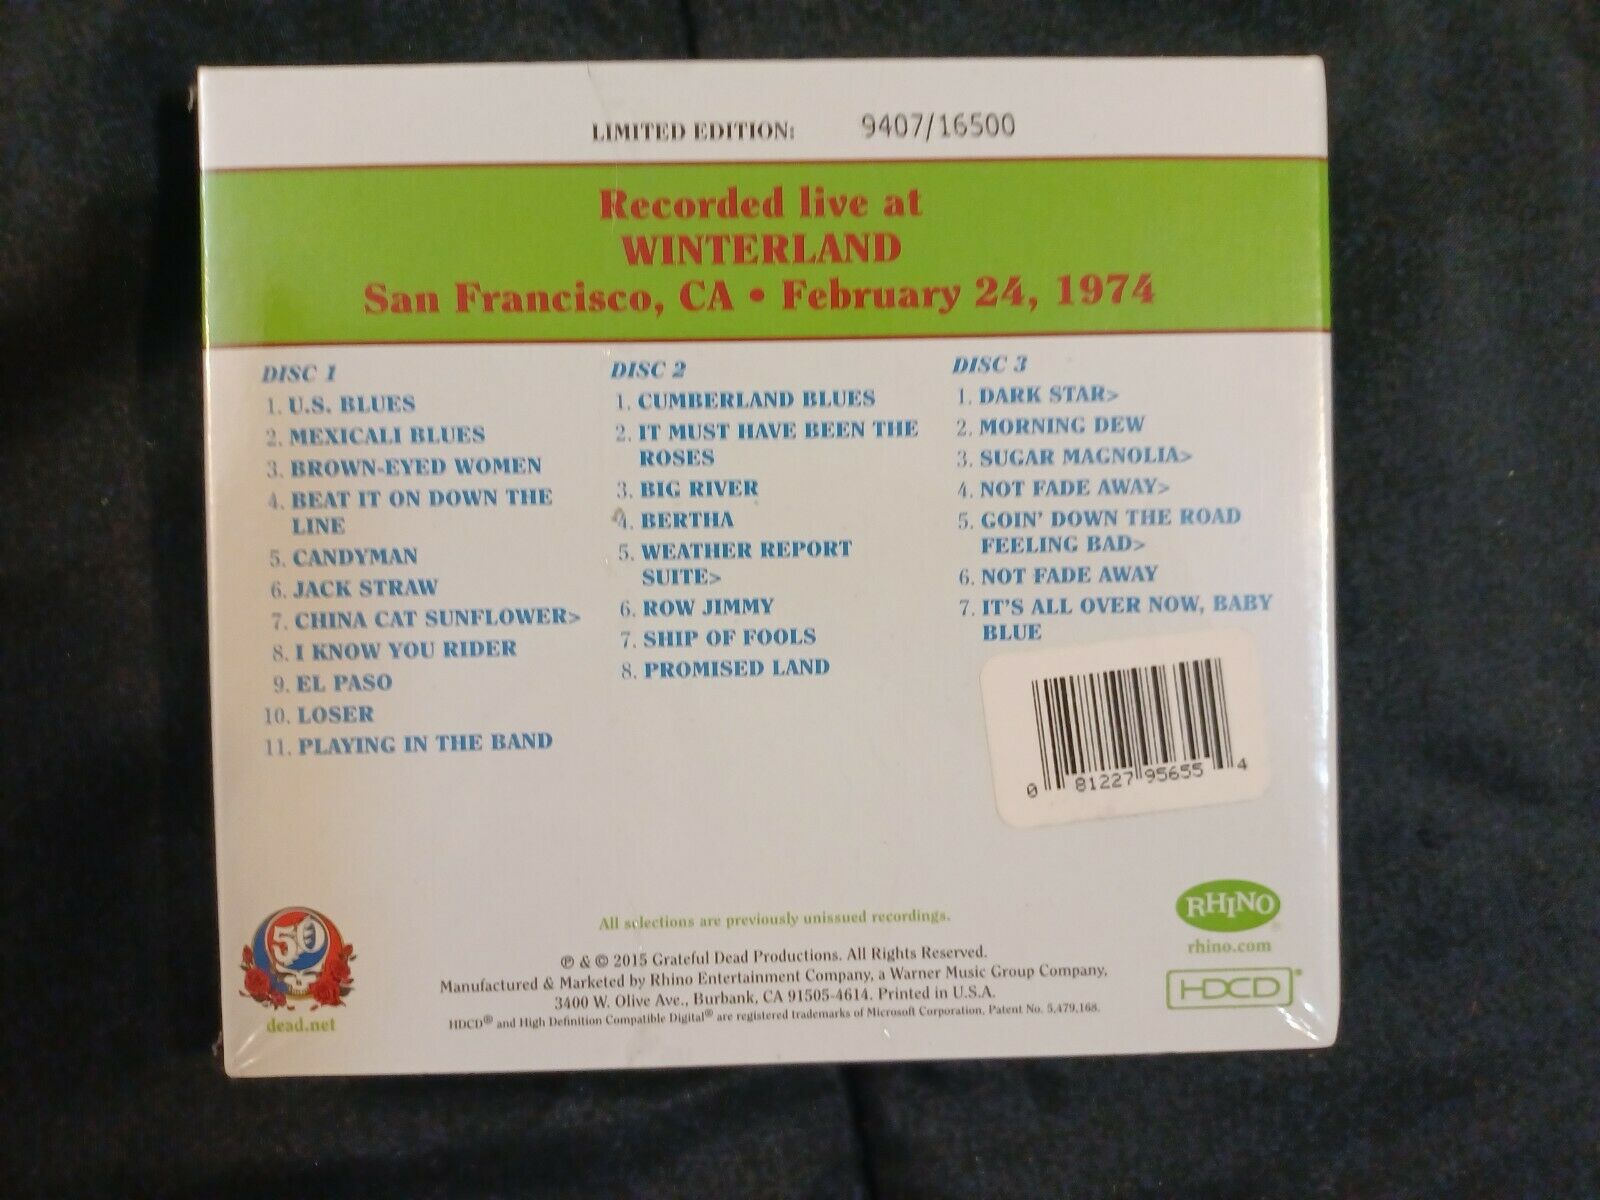 LIMITED EDITION: 9407/16500
Recorded live at
WINTERLAND
San Francisco, CA • February 24, 1974
DISC 1
1. U.S. BLUES
2. MEXICALI BLUES
3. BROWN-EYED WOMEN
4. BEAT IT ON DOWN THE
LINE
5. CANDYMAN
6. JACK STRAW
7. CHINA CAT SUNFLOWER>
8. I KNOW YOU RIDER
9. EL PASO
10. LOSER
11. PLAYING IN THE BAND
DISC 2
1. CUMBERLAND BLUES
2. IT MUST HAVE BEEN THE
ROSES
3. BIG RIVER
4. BERTHA
5. WEATHER REPORT
SUITE>
6. ROW JIMMY
7. SHIP OF FOOLS
8. PROMISED LAND
DISC 3
1. DARK STAR>
2. MORNING DEW
3. SUGAR MAGNOLIA>
4. NOT FADE AWAY>
5. GOIN' DOWN THE ROAD
FEELING BAD>
6. NOT FADE AWAY
7. IT'S ALL OVER NOW, BABY
BLUE
0 81227 95655 4
All selections are previously unissued recordings.
℗ & © 2015 Grateful Dead Productions. All Rights Reserved.
Manufactured & Marketed by Rhino Entertainment Company, a Warner Music Group Company,
3400 W. Olive Ave., Burbank, CA 91505-4614. Printed in U.S.A.
HDCD® and High Definition Compatible Digital® are registered trademarks of Microsoft Corporation, Patent No. 5,479,168.
50
dead.net
RHINO
rhino.com
HDCD®